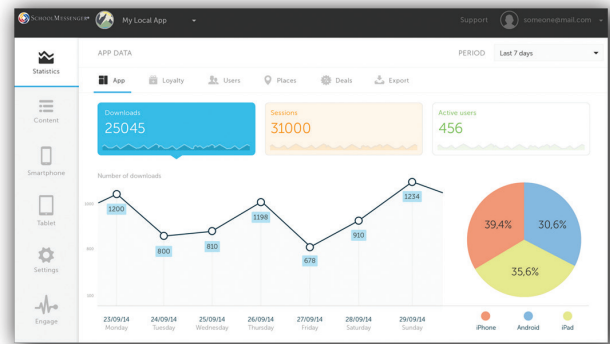 SCHOOLMESSENGER® My Local App Support someone@mail.com
APP DATA PERIOD Last 7 days
Statistics
App Loyalty Users Places Deals Export
Content
Downloads
25045
Sessions
31000
Active users
456
Smartphone
Tablet
Settings
Engage
Number of downloads
1200
800
810
1198
678
910
1234
23/09/14 24/09/14 25/09/14 26/09/14 27/09/14 28/09/14 29/09/14
Monday Tuesday Wednesday Thursday Friday Saturday Sunday
39,4% 30,6%
35,6%
iPhone Android iPad